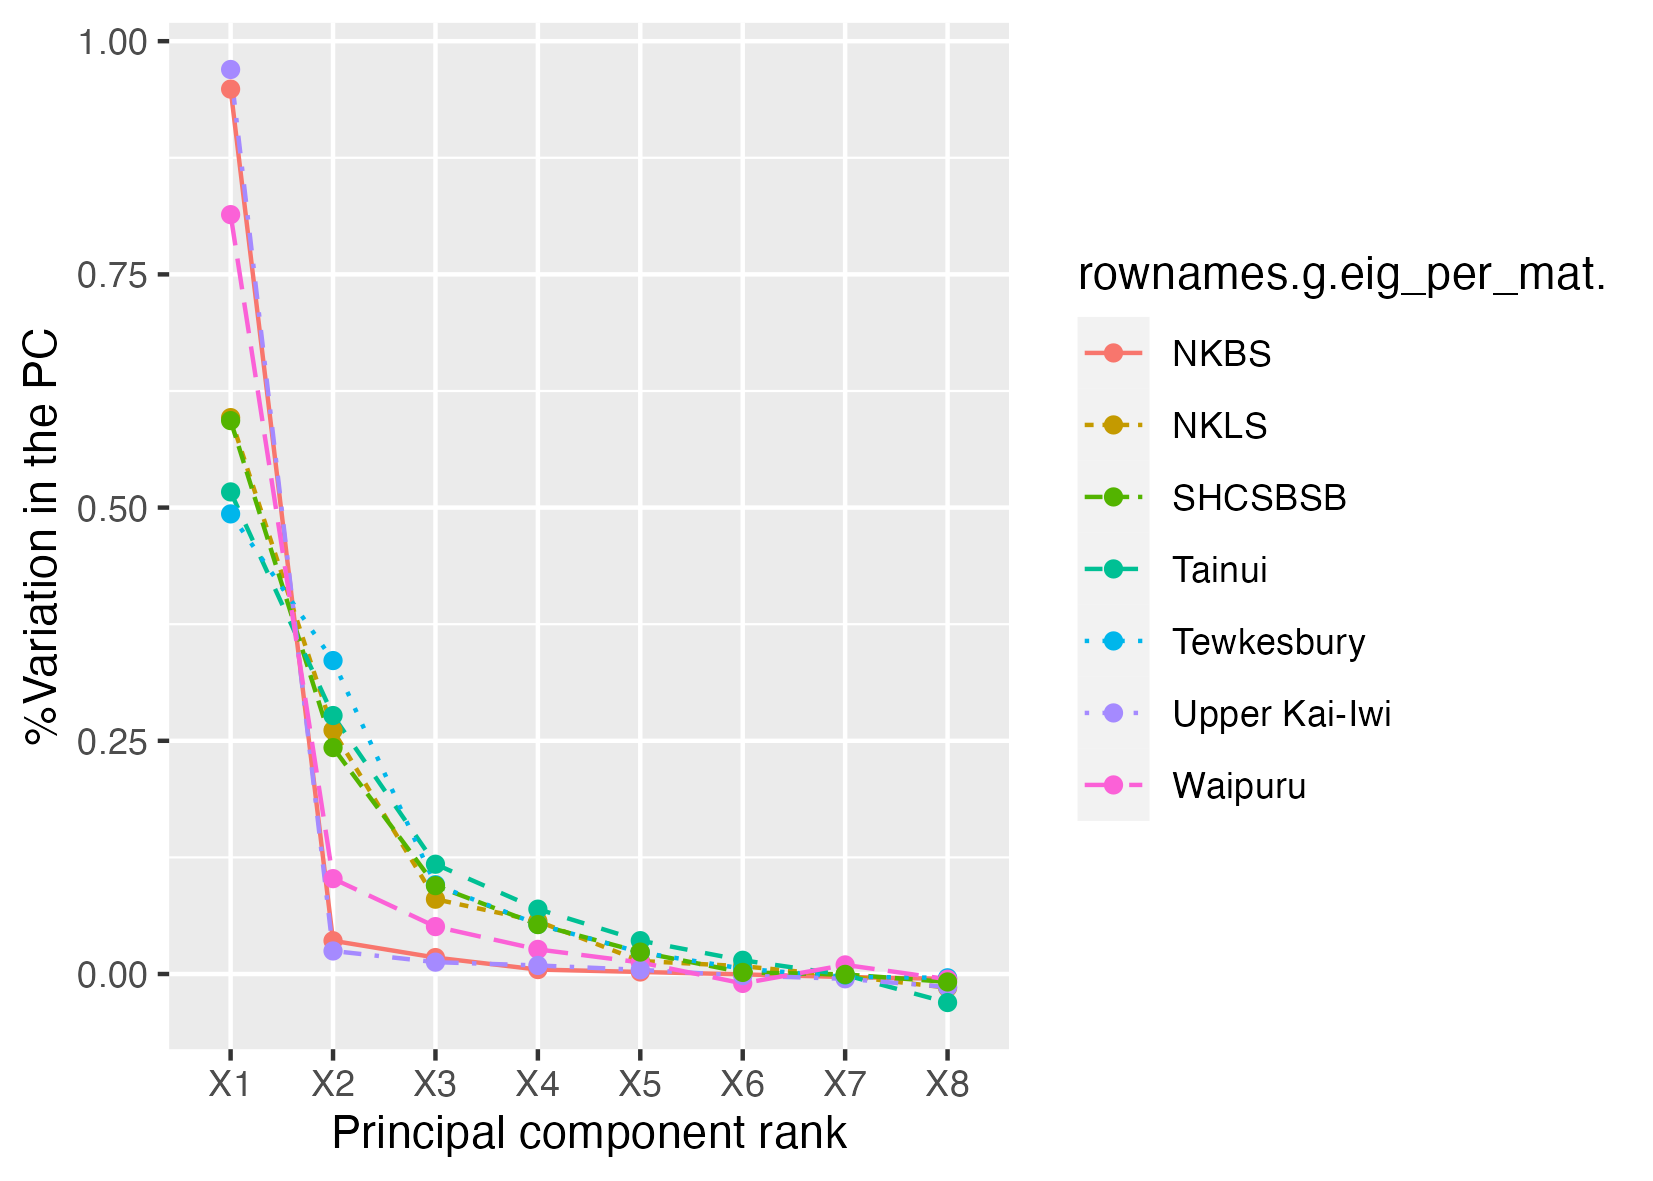 1.00
0.75
0.50
0.25
0.00
%Variation in the PC
X1 X2 X3 X4 X5 X6 X7 X8
Principal component rank
rownames.g.eig_per_mat.
NKBS
NKLS
SHCSBSB
Tainui
Tewkesbury
Upper Kai-Iwi
Waipuru